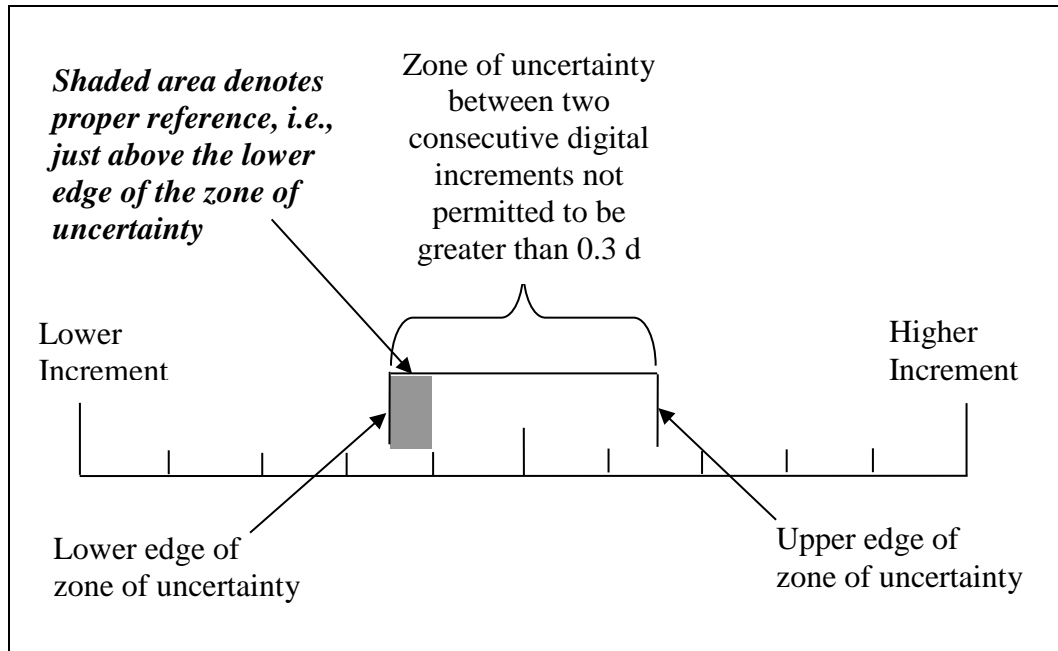 Shaded area denotes
proper reference, i.e.,
just above the lower
edge of the zone of
uncertainty
Zone of uncertainty
between two
consecutive digital
increments not
permitted to be
greater than 0.3 d
Lower
Increment
Higher
Increment
Lower edge of
zone of uncertainty
Upper edge of
zone of uncertainty